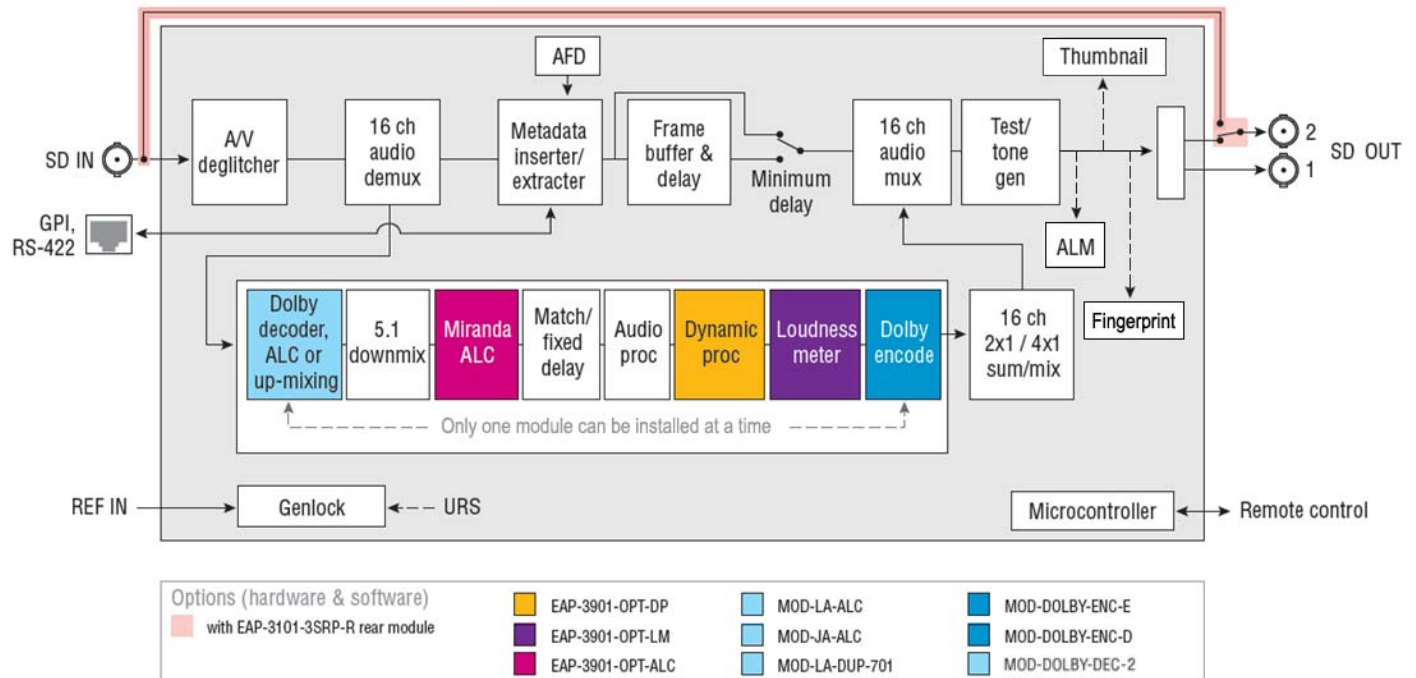 AFD
Thumbnail
A/V
deglitcher
16 ch
audio
demux
Metadata
inserter/
extracter
Frame
buffer &
delay
Minimum
delay
16 ch
audio
mux
Test/
tone
gen
SD IN
2
SD OUT
1
GPI,
RS-422
ALM
Fingerprint
Dolby
decoder,
ALC or
up-mixing
5.1
downmix
Miranda
ALC
Match/
fixed
delay
Audio
proc
Dynamic
proc
Loudness
meter
Dolby
encode
16 ch
2x1 / 4x1
sum/mix
Only one module can be installed at a time
REF IN
Genlock
URS
Microcontroller
Remote control
Options (hardware & software)
with EAP-3101-3SRP-R rear module
EAP-3901-OPT-DP
EAP-3901-OPT-LM
EAP-3901-OPT-ALC
MOD-LA-ALC
MOD-JA-ALC
MOD-LA-DUP-701
MOD-DOLBY-ENC-E
MOD-DOLBY-ENC-D
MOD-DOLBY-DEC-2